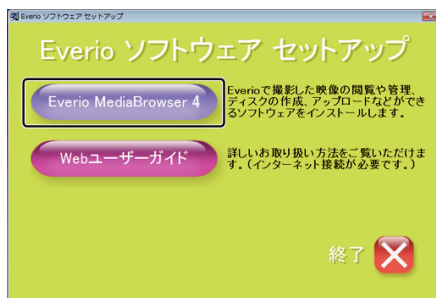 Everio ソフトウェア セットアップ
Everio ソフトウェア セットアップ
Everio MediaBrowser 4
Everioで撮影した映像の閲覧や管理、
ディスクの作成、アップロードなどができ
るソフトウェアをインストールします。
Webユーザーガイド
詳しいお取り扱い方法をご覧いただけま
す。(インターネット接続が必要です。)
終了